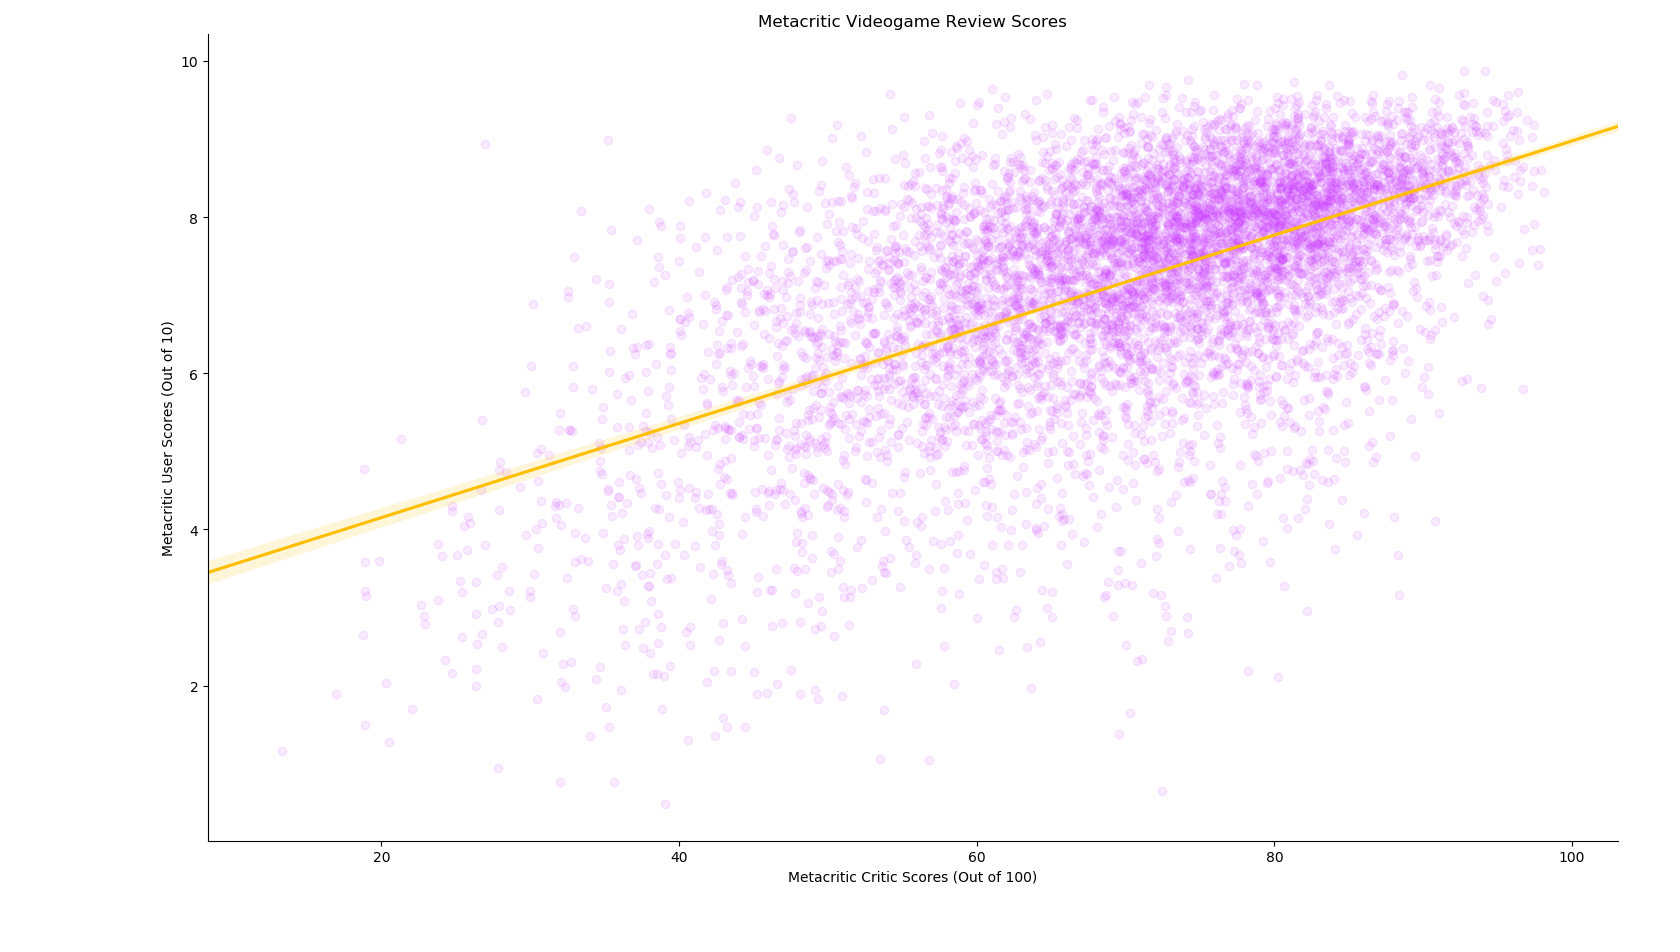 Metacritic Videogame Review Scores
10
8
6
4
2
Metacritic User Scores (Out of 10)
20 40 60 80 100
Metacritic Critic Scores (Out of 100)